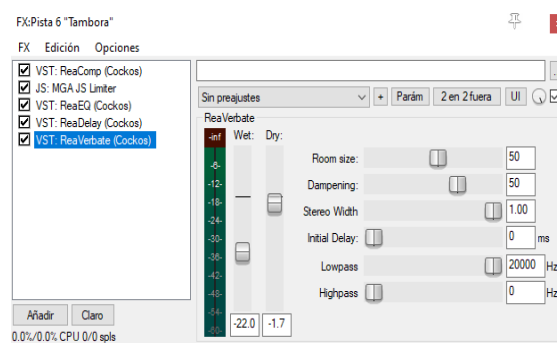 FX:Pista 6 "Tambora"
FX Edición Opciones
VST: ReaComp (Cockos)
JS: MGA JS Limiter
VST: ReaEQ (Cockos)
VST: ReaDelay (Cockos)
VST: ReaVerbate (Cockos)
Añadir Claro
0.0%/0.0% CPU 0/0 spls
Sin preajustes + Parám 2 en 2 fuera UI
ReaVerbate
-inf Wet: Dry:
-6-
-12-
-18-
-24-
-30-
-36-
-42-
-48-
-54-
-60-
-22.0 -1.7
Room size: 50
Dampening: 50
Stereo Width 1.00
Initial Delay: 0 ms
Lowpass 20000 Hz
Highpass 0 Hz